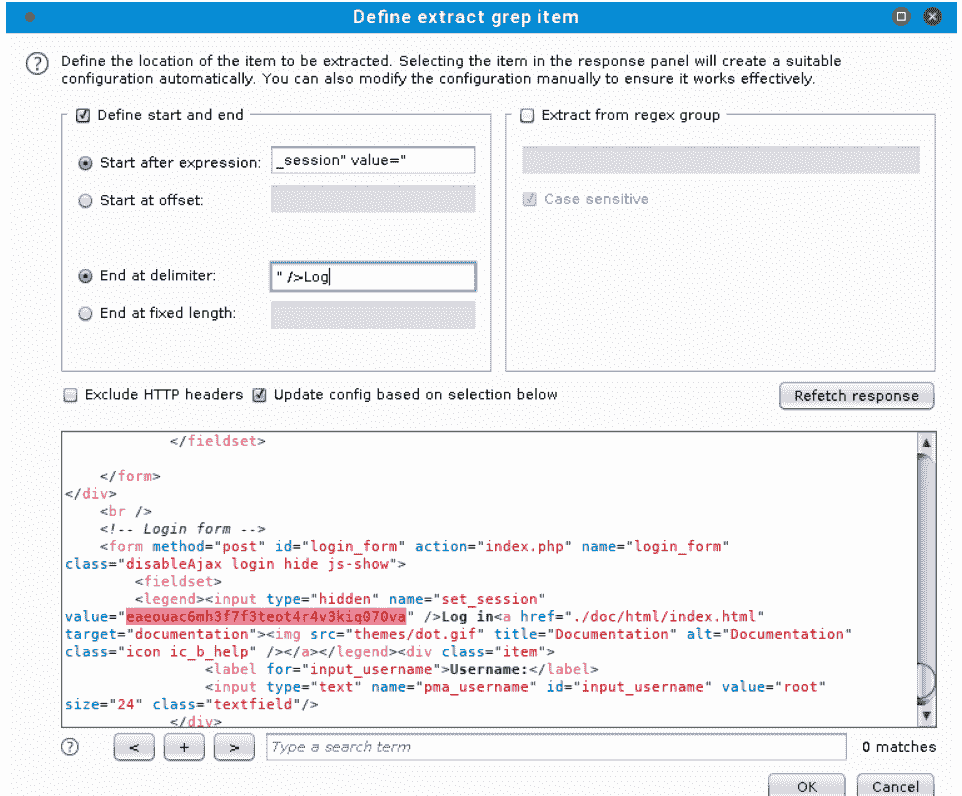 Define extract grep item
Define the location of the item to be extracted. Selecting the item in the response panel will create a suitable
configuration automatically. You can also modify the configuration manually to ensure it works effectively.
Define start and end
Extract from regex group
Start after expression: _session" value="
Start at offset:
Case sensitive
End at delimiter: " />Log
End at fixed length:
Exclude HTTP headers
Update config based on selection below
Refetch response
</fieldset>
</form>
</div>
<br />
<!-- Login form -->
<form method="post" id="login_form" action="index.php" name="login_form"
class="disableAjax login hide js-show">
<fieldset>
<legend><input type="hidden" name="set_session"
value="eaeouac6mh3f7f3teot4r4v3kiq070va" />Log in<a href="./doc/html/index.html"
target="documentation"><img src="themes/dot.gif" title="Documentation" alt="Documentation"
class="icon ic_b_help" /></a></legend><div class="item">
<label for="input_username">Username:</label>
<input type="text" name="pma_username" id="input_username" value="root"
size="24" class="textfield"/>
</div>
? < + > Type a search term 0 matches
OK Cancel